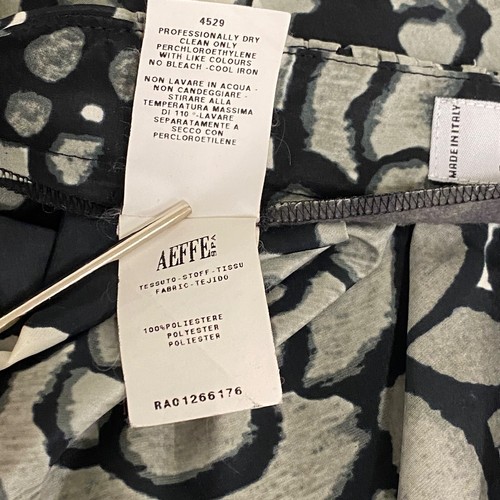 4529
PROFESSIONALLY DRY
CLEAN ONLY
PERCHLOROETHYLENE
WITH LIKE COLOURS
NO BLEACH -COOL IRON
NON LAVARE IN ACQUA -
NON CANDEGGIARE -
STIRARE ALLA
TEMPERATURA MASSIMA
DI 110°-LAVARE
SEPARATAMENTE A
SECCO CON
PERCLOROETILENE
AEFFE SPA
TESSUTO-STOFF-TISSU
FABRIC-TEJIDO
100%POLIESTERE
POLYESTER
POLIESTER
RA01266176
MADE IN ITALY